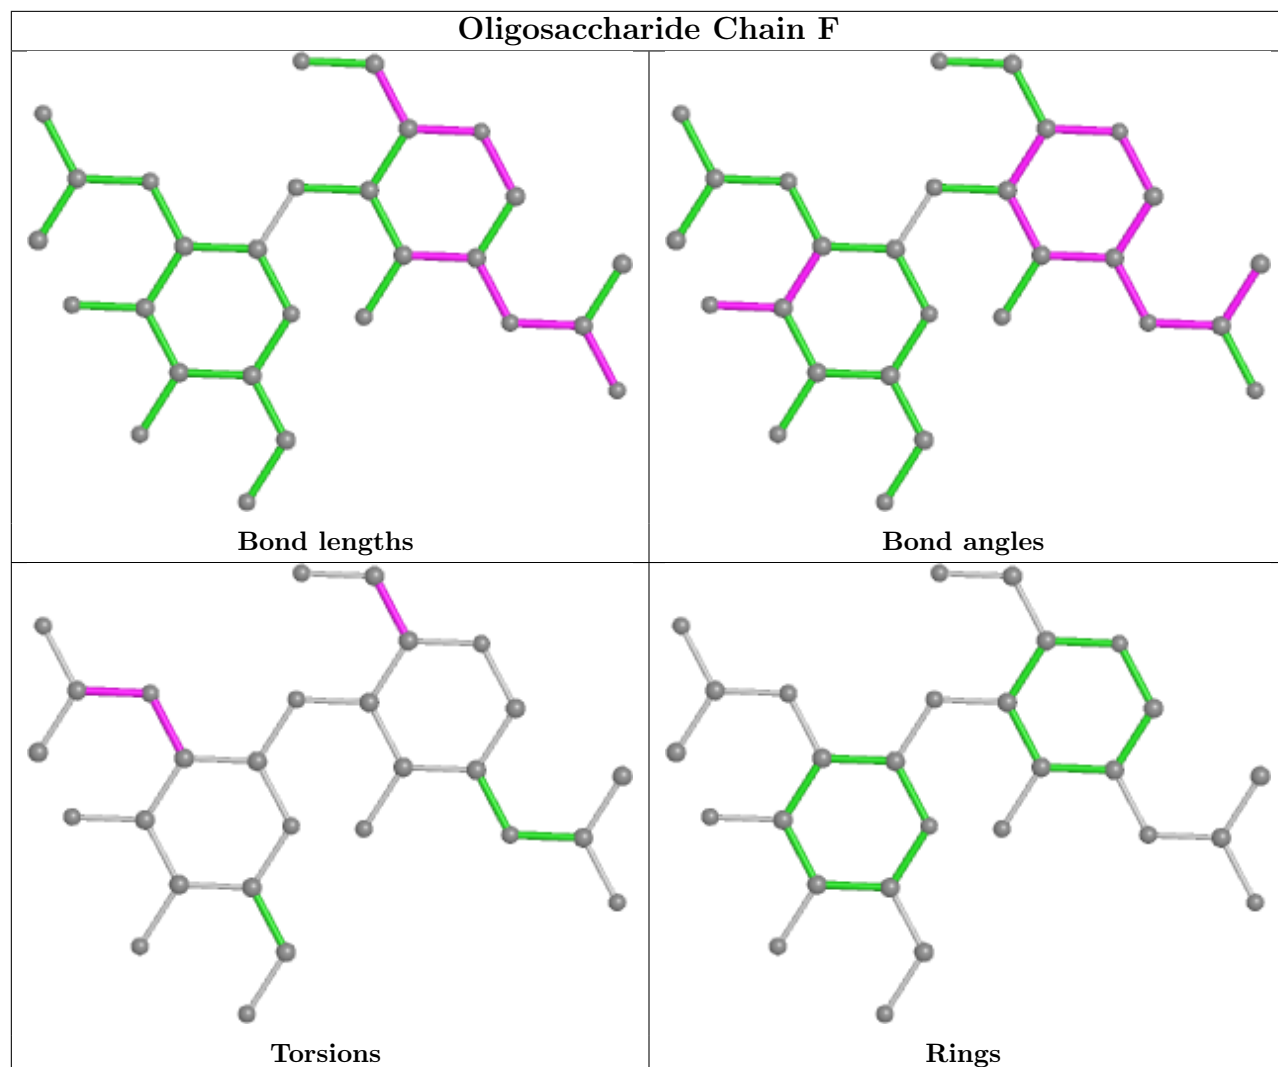 Oligosaccharide Chain F
Bond lengths
Bond angles
Torsions
Rings